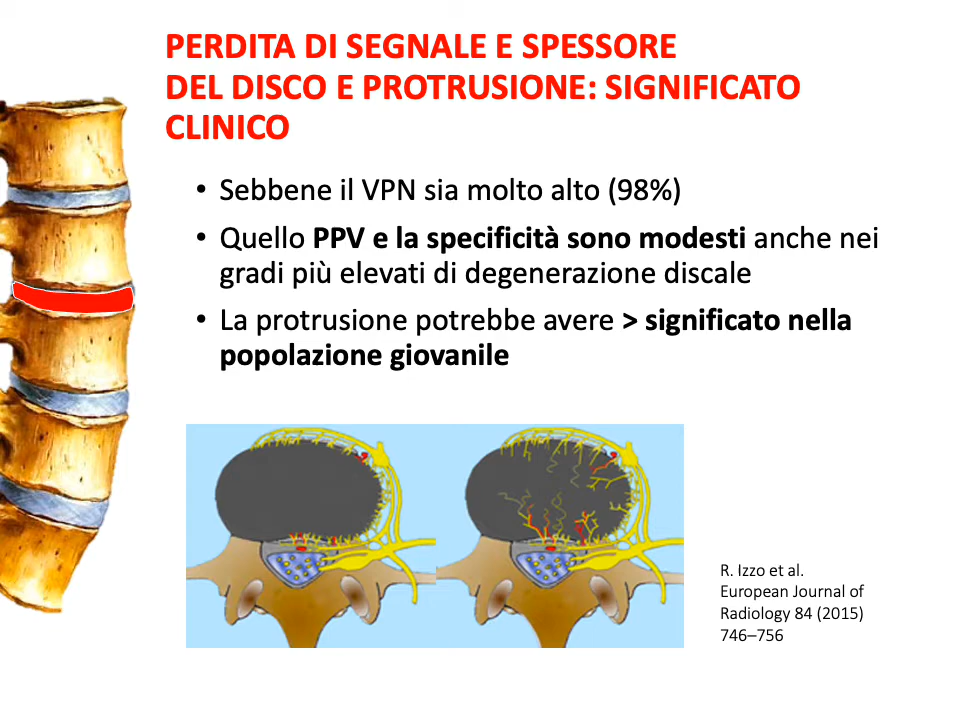 PERDITA DI SEGNALE E SPESSORE
DEL DISCO E PROTRUSIONE: SIGNIFICATO
CLINICO
• Sebbene il VPN sia molto alto (98%)
• Quello PPV e la specificità sono modesti anche nei
gradi più elevati di degenerazione discale
• La protrusione potrebbe avere > significato nella
popolazione giovanile
R. Izzo et al.
European Journal of
Radiology 84 (2015)
746–756